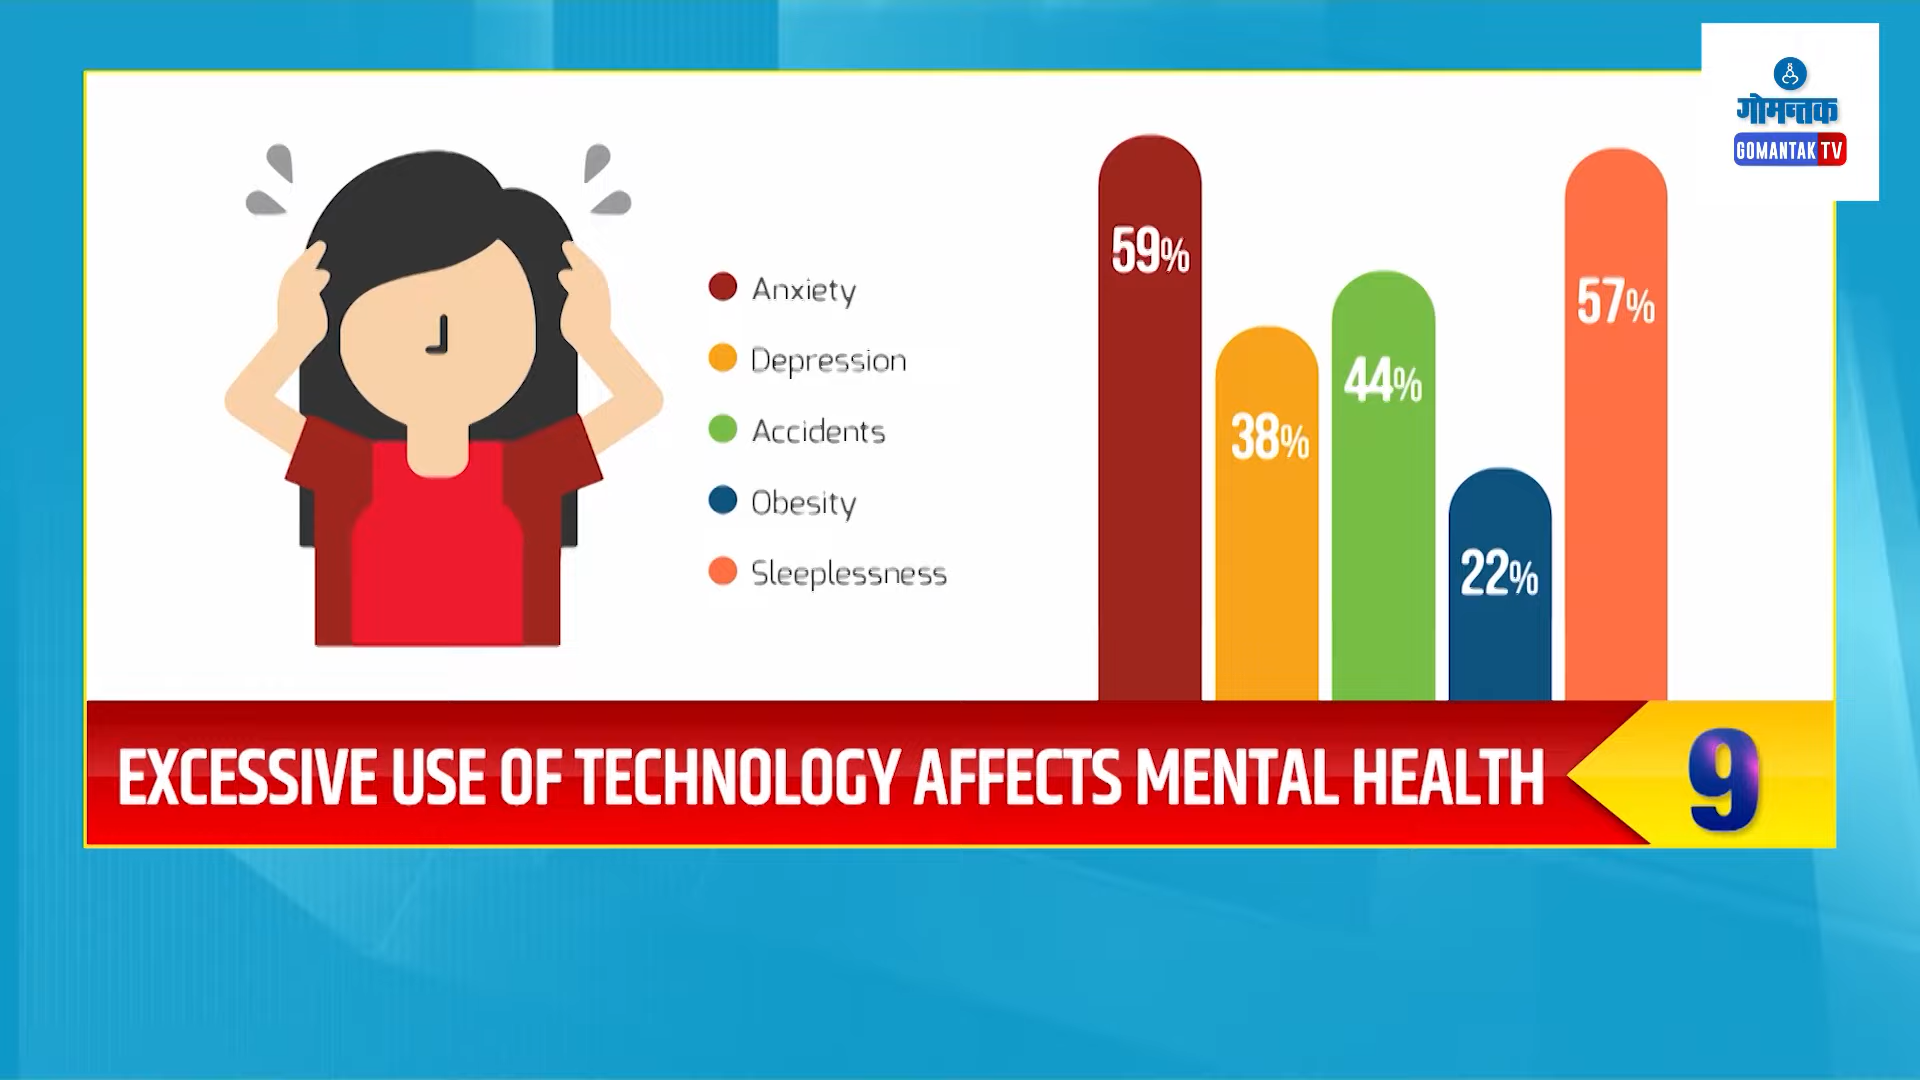 गोमन्तक
GOMANTAK TV
Anxiety
Depression
Accidents
Obesity
Sleeplessness
59%
38%
44%
22%
57%
EXCESSIVE USE OF TECHNOLOGY AFFECTS MENTAL HEALTH
9